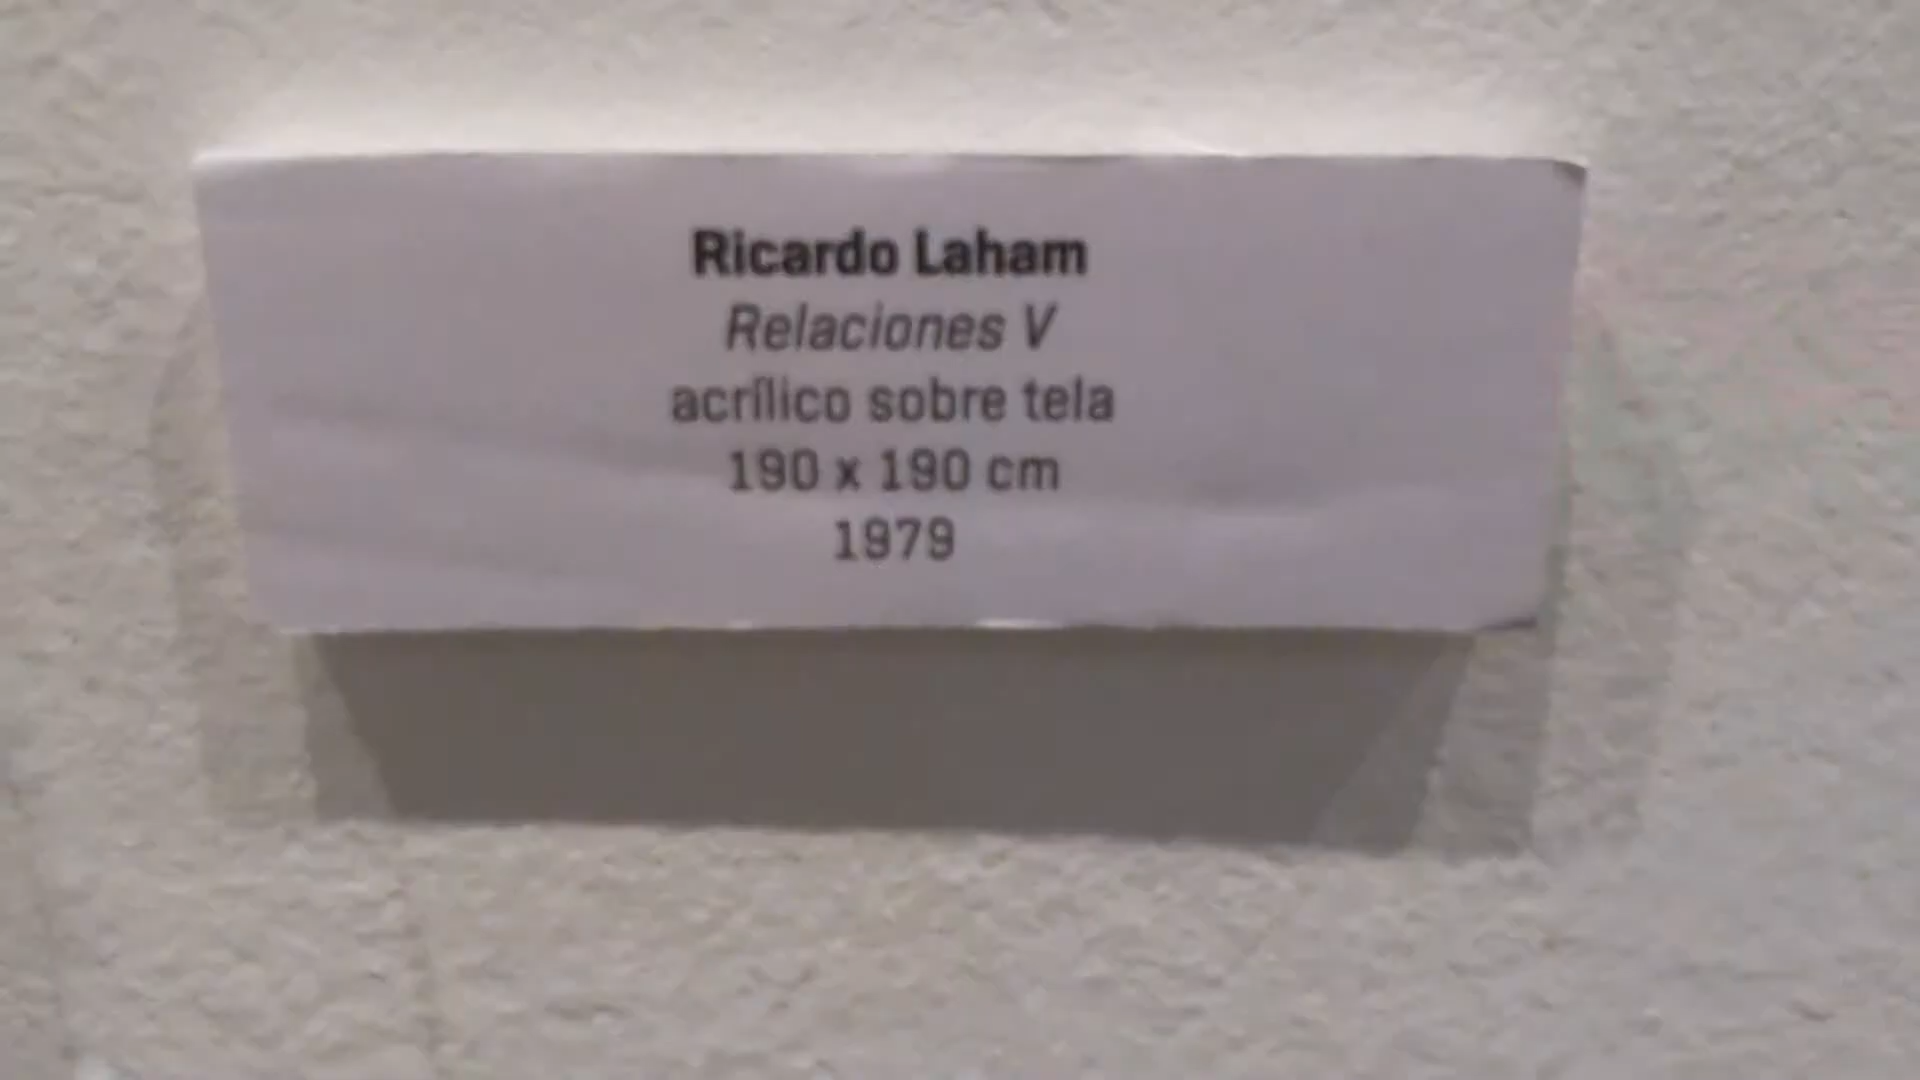 Ricardo Laham
Relaciones V
acrílico sobre tela
190 x 190 cm
1979